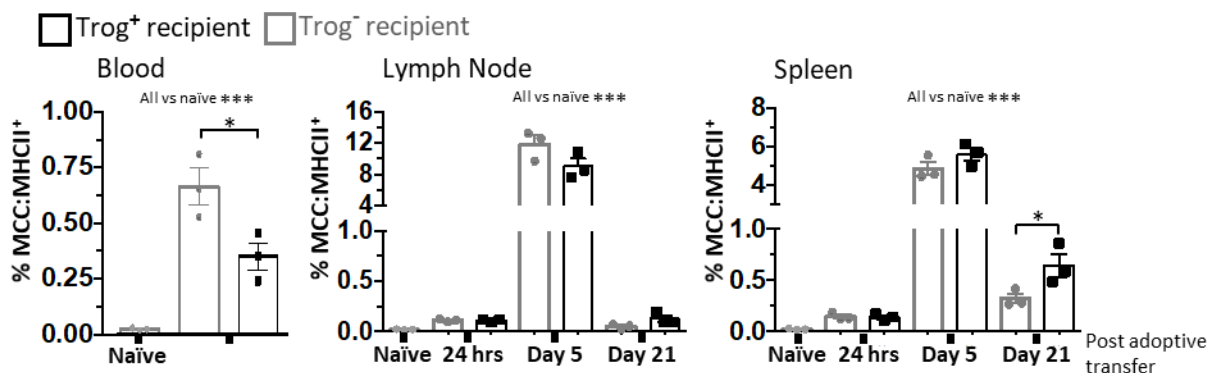 Trog⁺ recipient Trog⁻ recipient
Blood
All vs naïve ***
*
% MCC:MHCII⁺
1.00
0.75
0.50
0.25
0.00
Naïve
Lymph Node
All vs naïve ***
% MCC:MHCII⁺
16
12
8
4
1.0
0.5
0.0
Naïve 24 hrs Day 5 Day 21
Spleen
All vs naïve ***
*
% MCC:MHCII⁺
8
6
4
2
1.0
0.5
0.0
Naïve 24 hrs Day 5 Day 21
Post adoptive
transfer